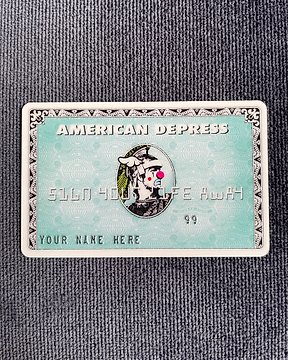 AMERICAN DEPRESS
SIGN YOUR LIFE AWAY
99
YOUR NAME HERE